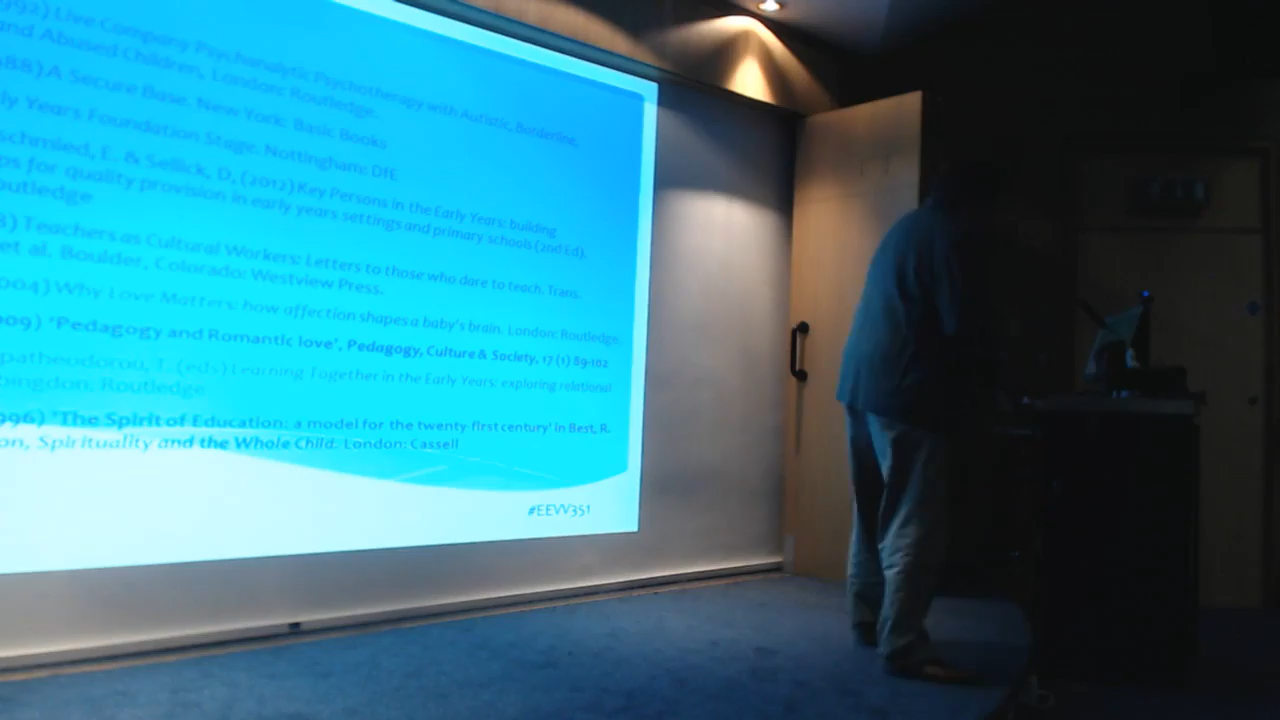 992) Live Company Psychoanalytic Psychotherapy with Autistic, Borderline,
and Abused Children, London: Routledge.
988) A Secure Base. New York: Basic Books
ly Years Foundation Stage. Nottingham: DfE
schmied, E. & Sellick, D, (2012) Key Persons in the Early Years: building
ps for quality provision in early years settings and primary schools (2nd Ed).
outledge
8) Teachers as Cultural Workers: Letters to those who dare to teach. Trans.
et al. Boulder, Colorado: Westview Press.
004) Why Love Matters: how affection shapes a baby's brain. London: Routledge
009) 'Pedagogy and Romantic love', Pedagogy, Culture & Society, 17 (1) 89-102
patheodorou, T. (eds) Learning Together in the Early Years: exploring relational
bingdon: Routledge
996) 'The Spirit of Education: a model for the twenty-first century' in Best, R.
on, Spirituality and the Whole Child. London: Cassell
#EEVV351